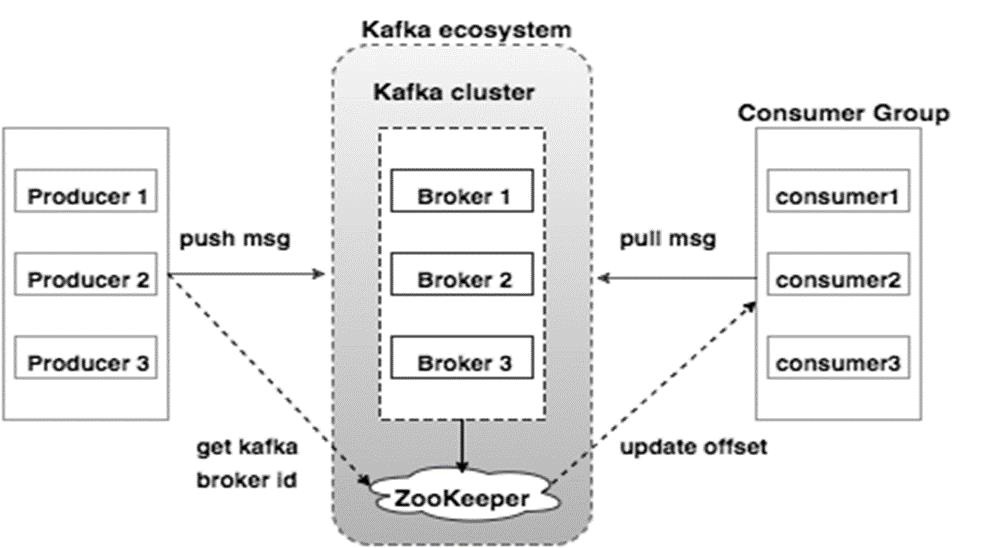 Kafka ecosystem
Kafka cluster
Consumer Group
Producer 1
Broker 1
consumer1
push msg
pull msg
Producer 2
Broker 2
consumer2
Producer 3
Broker 3
consumer3
get kafka
broker id
update offset
ZooKeeper